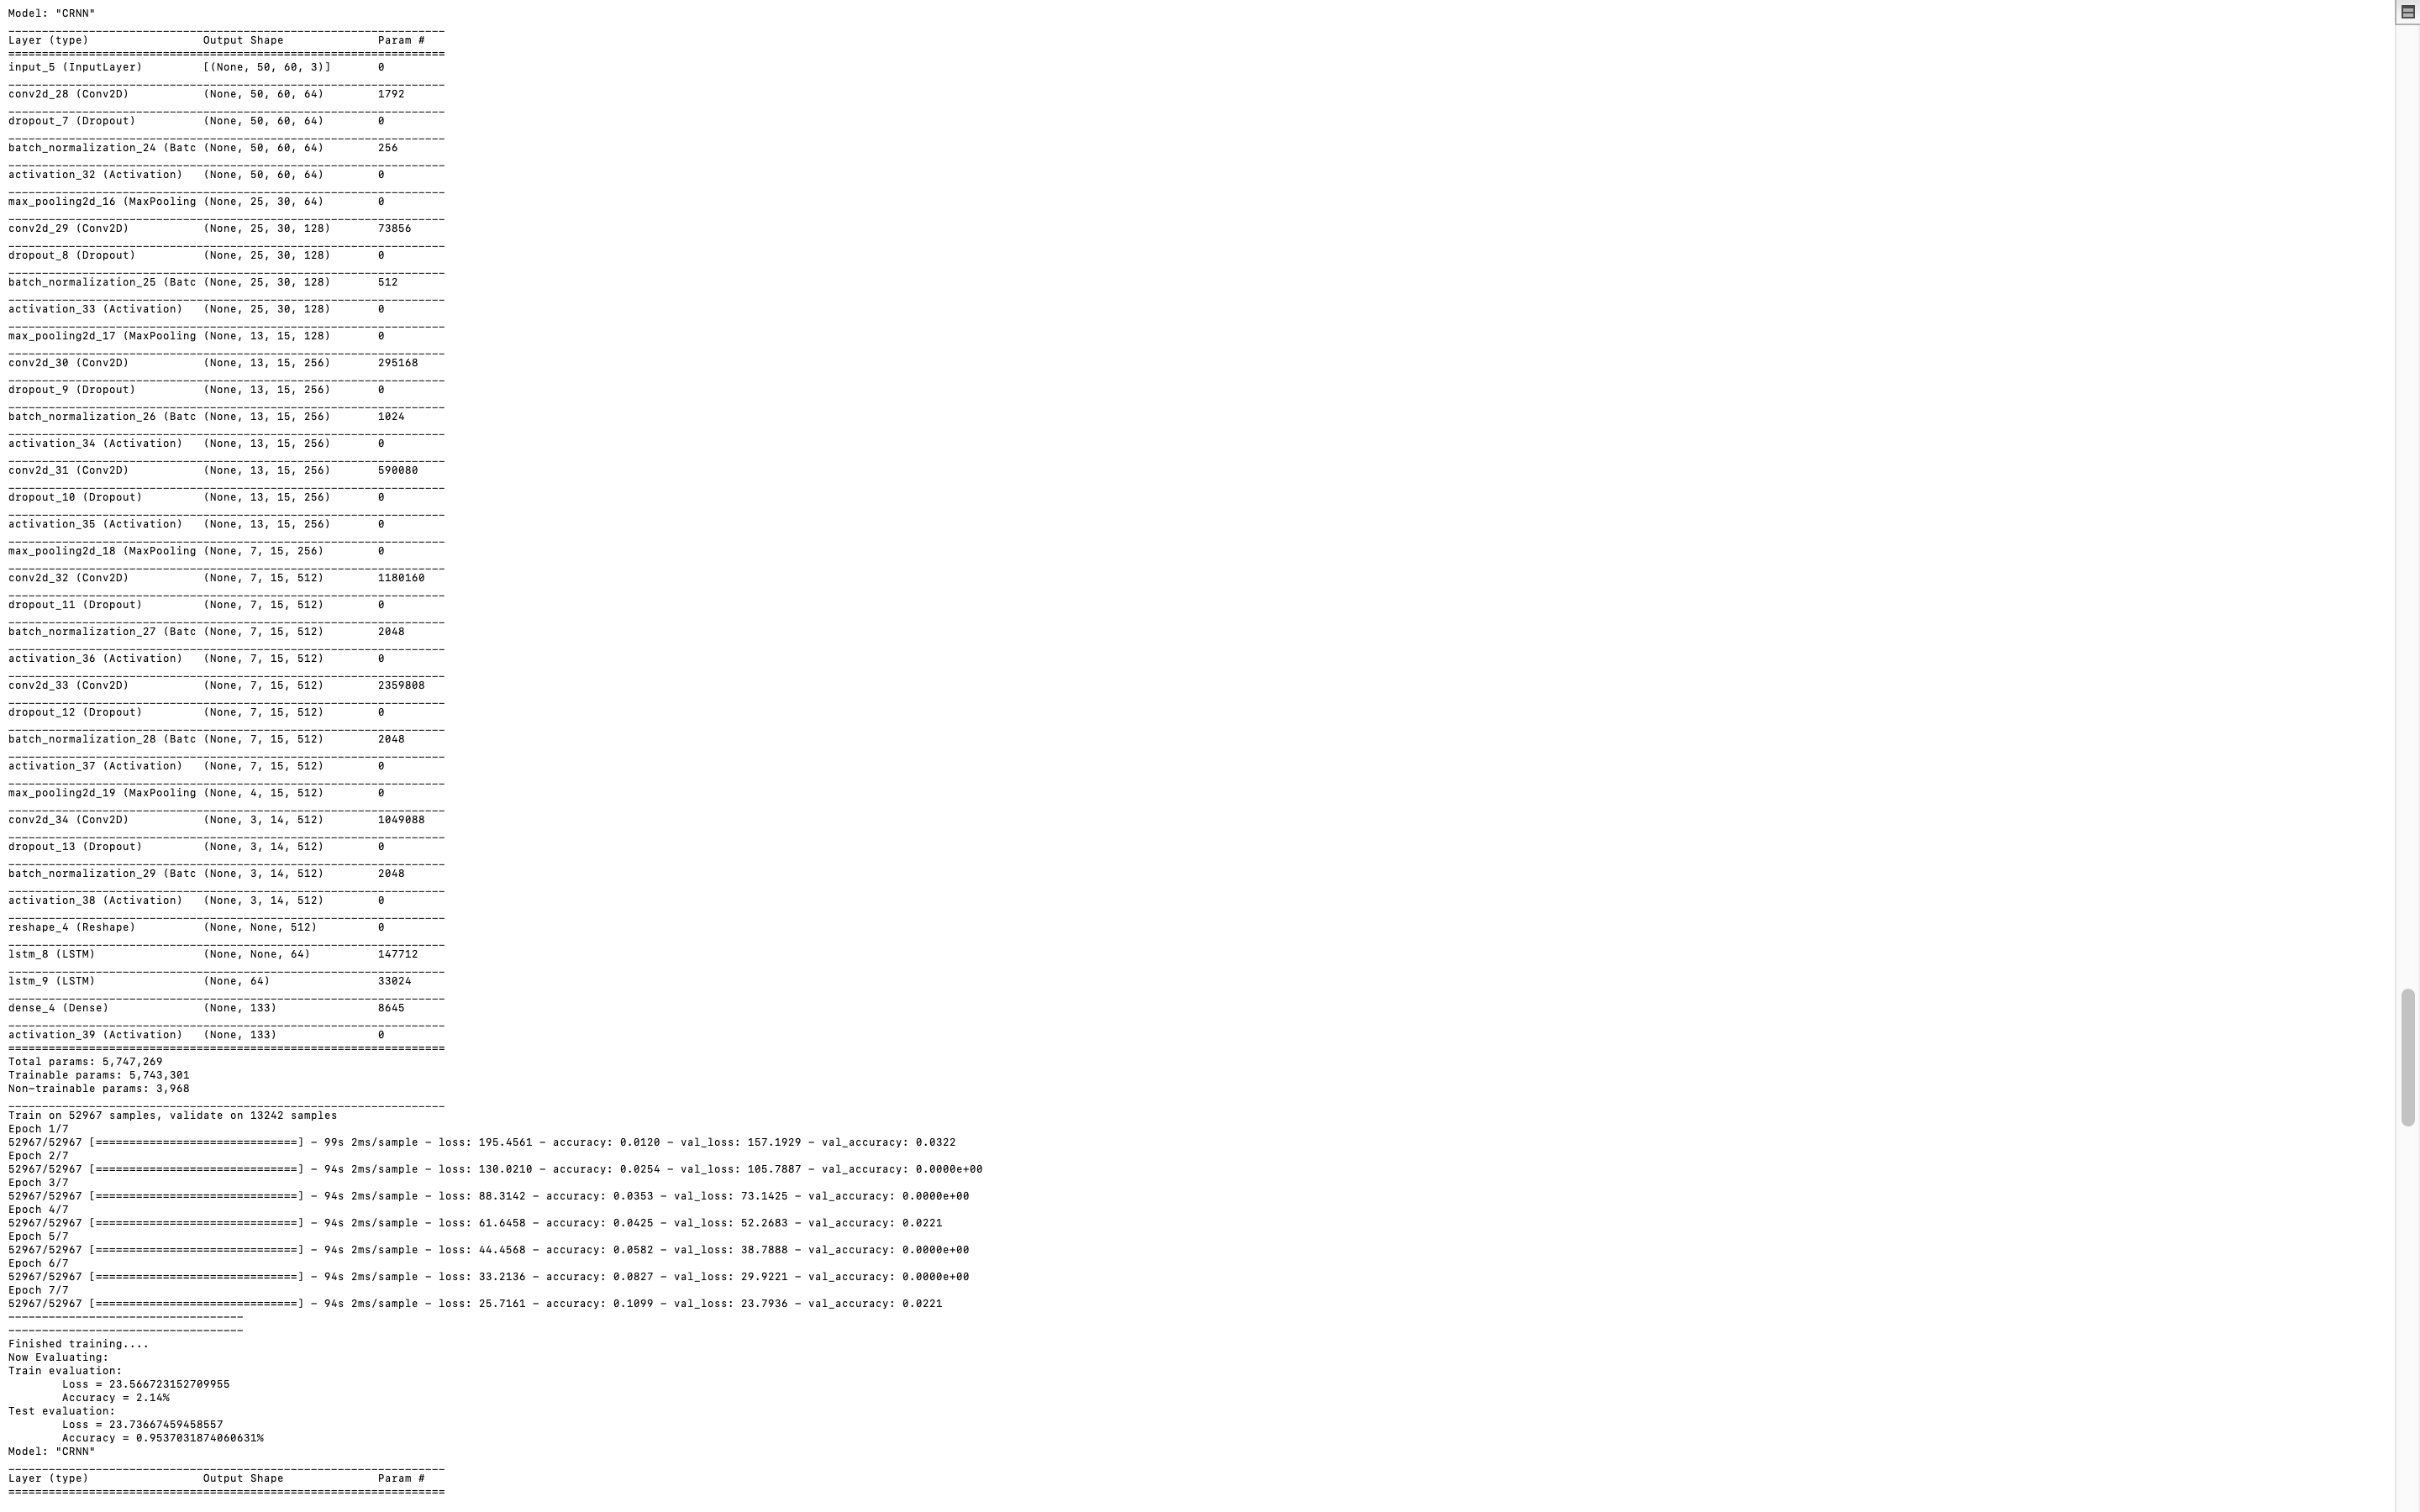 Model: "CRNN"
_________________________________________________________________
Layer (type)                 Output Shape              Param #
=================================================================
input_5 (InputLayer)         [(None, 50, 60, 3)]       0
_________________________________________________________________
conv2d_28 (Conv2D)           (None, 50, 60, 64)        1792
_________________________________________________________________
dropout_7 (Dropout)          (None, 50, 60, 64)        0
_________________________________________________________________
batch_normalization_24 (Batc (None, 50, 60, 64)        256
_________________________________________________________________
activation_32 (Activation)   (None, 50, 60, 64)        0
_________________________________________________________________
max_pooling2d_16 (MaxPooling (None, 25, 30, 64)        0
_________________________________________________________________
conv2d_29 (Conv2D)           (None, 25, 30, 128)       73856
_________________________________________________________________
dropout_8 (Dropout)          (None, 25, 30, 128)       0
_________________________________________________________________
batch_normalization_25 (Batc (None, 25, 30, 128)       512
_________________________________________________________________
activation_33 (Activation)   (None, 25, 30, 128)       0
_________________________________________________________________
max_pooling2d_17 (MaxPooling (None, 13, 15, 128)       0
_________________________________________________________________
conv2d_30 (Conv2D)           (None, 13, 15, 256)       295168
_________________________________________________________________
dropout_9 (Dropout)          (None, 13, 15, 256)       0
_________________________________________________________________
batch_normalization_26 (Batc (None, 13, 15, 256)       1024
_________________________________________________________________
activation_34 (Activation)   (None, 13, 15, 256)       0
_________________________________________________________________
conv2d_31 (Conv2D)           (None, 13, 15, 256)       590080
_________________________________________________________________
dropout_10 (Dropout)         (None, 13, 15, 256)       0
_________________________________________________________________
activation_35 (Activation)   (None, 13, 15, 256)       0
_________________________________________________________________
max_pooling2d_18 (MaxPooling (None, 7, 15, 256)        0
_________________________________________________________________
conv2d_32 (Conv2D)           (None, 7, 15, 512)        1180160
_________________________________________________________________
dropout_11 (Dropout)         (None, 7, 15, 512)        0
_________________________________________________________________
batch_normalization_27 (Batc (None, 7, 15, 512)        2048
_________________________________________________________________
activation_36 (Activation)   (None, 7, 15, 512)        0
_________________________________________________________________
conv2d_33 (Conv2D)           (None, 7, 15, 512)        2359808
_________________________________________________________________
dropout_12 (Dropout)         (None, 7, 15, 512)        0
_________________________________________________________________
batch_normalization_28 (Batc (None, 7, 15, 512)        2048
_________________________________________________________________
activation_37 (Activation)   (None, 7, 15, 512)        0
_________________________________________________________________
max_pooling2d_19 (MaxPooling (None, 4, 15, 512)        0
_________________________________________________________________
conv2d_34 (Conv2D)           (None, 3, 14, 512)        1049088
_________________________________________________________________
dropout_13 (Dropout)         (None, 3, 14, 512)        0
_________________________________________________________________
batch_normalization_29 (Batc (None, 3, 14, 512)        2048
_________________________________________________________________
activation_38 (Activation)   (None, 3, 14, 512)        0
_________________________________________________________________
reshape_4 (Reshape)          (None, None, 512)         0
_________________________________________________________________
lstm_8 (LSTM)                (None, None, 64)          147712
_________________________________________________________________
lstm_9 (LSTM)                (None, 64)                33024
_________________________________________________________________
dense_4 (Dense)              (None, 133)               8645
_________________________________________________________________
activation_39 (Activation)   (None, 133)               0
=================================================================
Total params: 5,747,269
Trainable params: 5,743,301
Non-trainable params: 3,968
_________________________________________________________________
Train on 52967 samples, validate on 13242 samples
Epoch 1/7
52967/52967 [==============================] - 99s 2ms/sample - loss: 195.4561 - accuracy: 0.0120 - val_loss: 157.1929 - val_accuracy: 0.0322
Epoch 2/7
52967/52967 [==============================] - 94s 2ms/sample - loss: 130.0210 - accuracy: 0.0254 - val_loss: 105.7887 - val_accuracy: 0.0000e+00
Epoch 3/7
52967/52967 [==============================] - 94s 2ms/sample - loss: 88.3142 - accuracy: 0.0353 - val_loss: 73.1425 - val_accuracy: 0.0000e+00
Epoch 4/7
52967/52967 [==============================] - 94s 2ms/sample - loss: 61.6458 - accuracy: 0.0425 - val_loss: 52.2683 - val_accuracy: 0.0221
Epoch 5/7
52967/52967 [==============================] - 94s 2ms/sample - loss: 44.4568 - accuracy: 0.0582 - val_loss: 38.7888 - val_accuracy: 0.0000e+00
Epoch 6/7
52967/52967 [==============================] - 94s 2ms/sample - loss: 33.2136 - accuracy: 0.0827 - val_loss: 29.9221 - val_accuracy: 0.0000e+00
Epoch 7/7
52967/52967 [==============================] - 94s 2ms/sample - loss: 25.7161 - accuracy: 0.1099 - val_loss: 23.7936 - val_accuracy: 0.0221
-----------------------------------
-----------------------------------
Finished training....
Now Evaluating:
Train evaluation:
        Loss = 23.566723152709955
        Accuracy = 2.14%
Test evaluation:
        Loss = 23.73667459458557
        Accuracy = 0.9537031874060631%
Model: "CRNN"
_________________________________________________________________
Layer (type)                 Output Shape              Param #
=================================================================